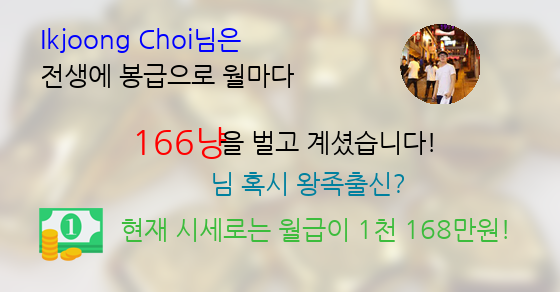 Ikjoong Choi님은
전생에 봉급으로 월마다
166냥을 벌고 계셨습니다!
님 혹시 왕족출신?
현재 시세로는 월급이 1천 168만원!
1